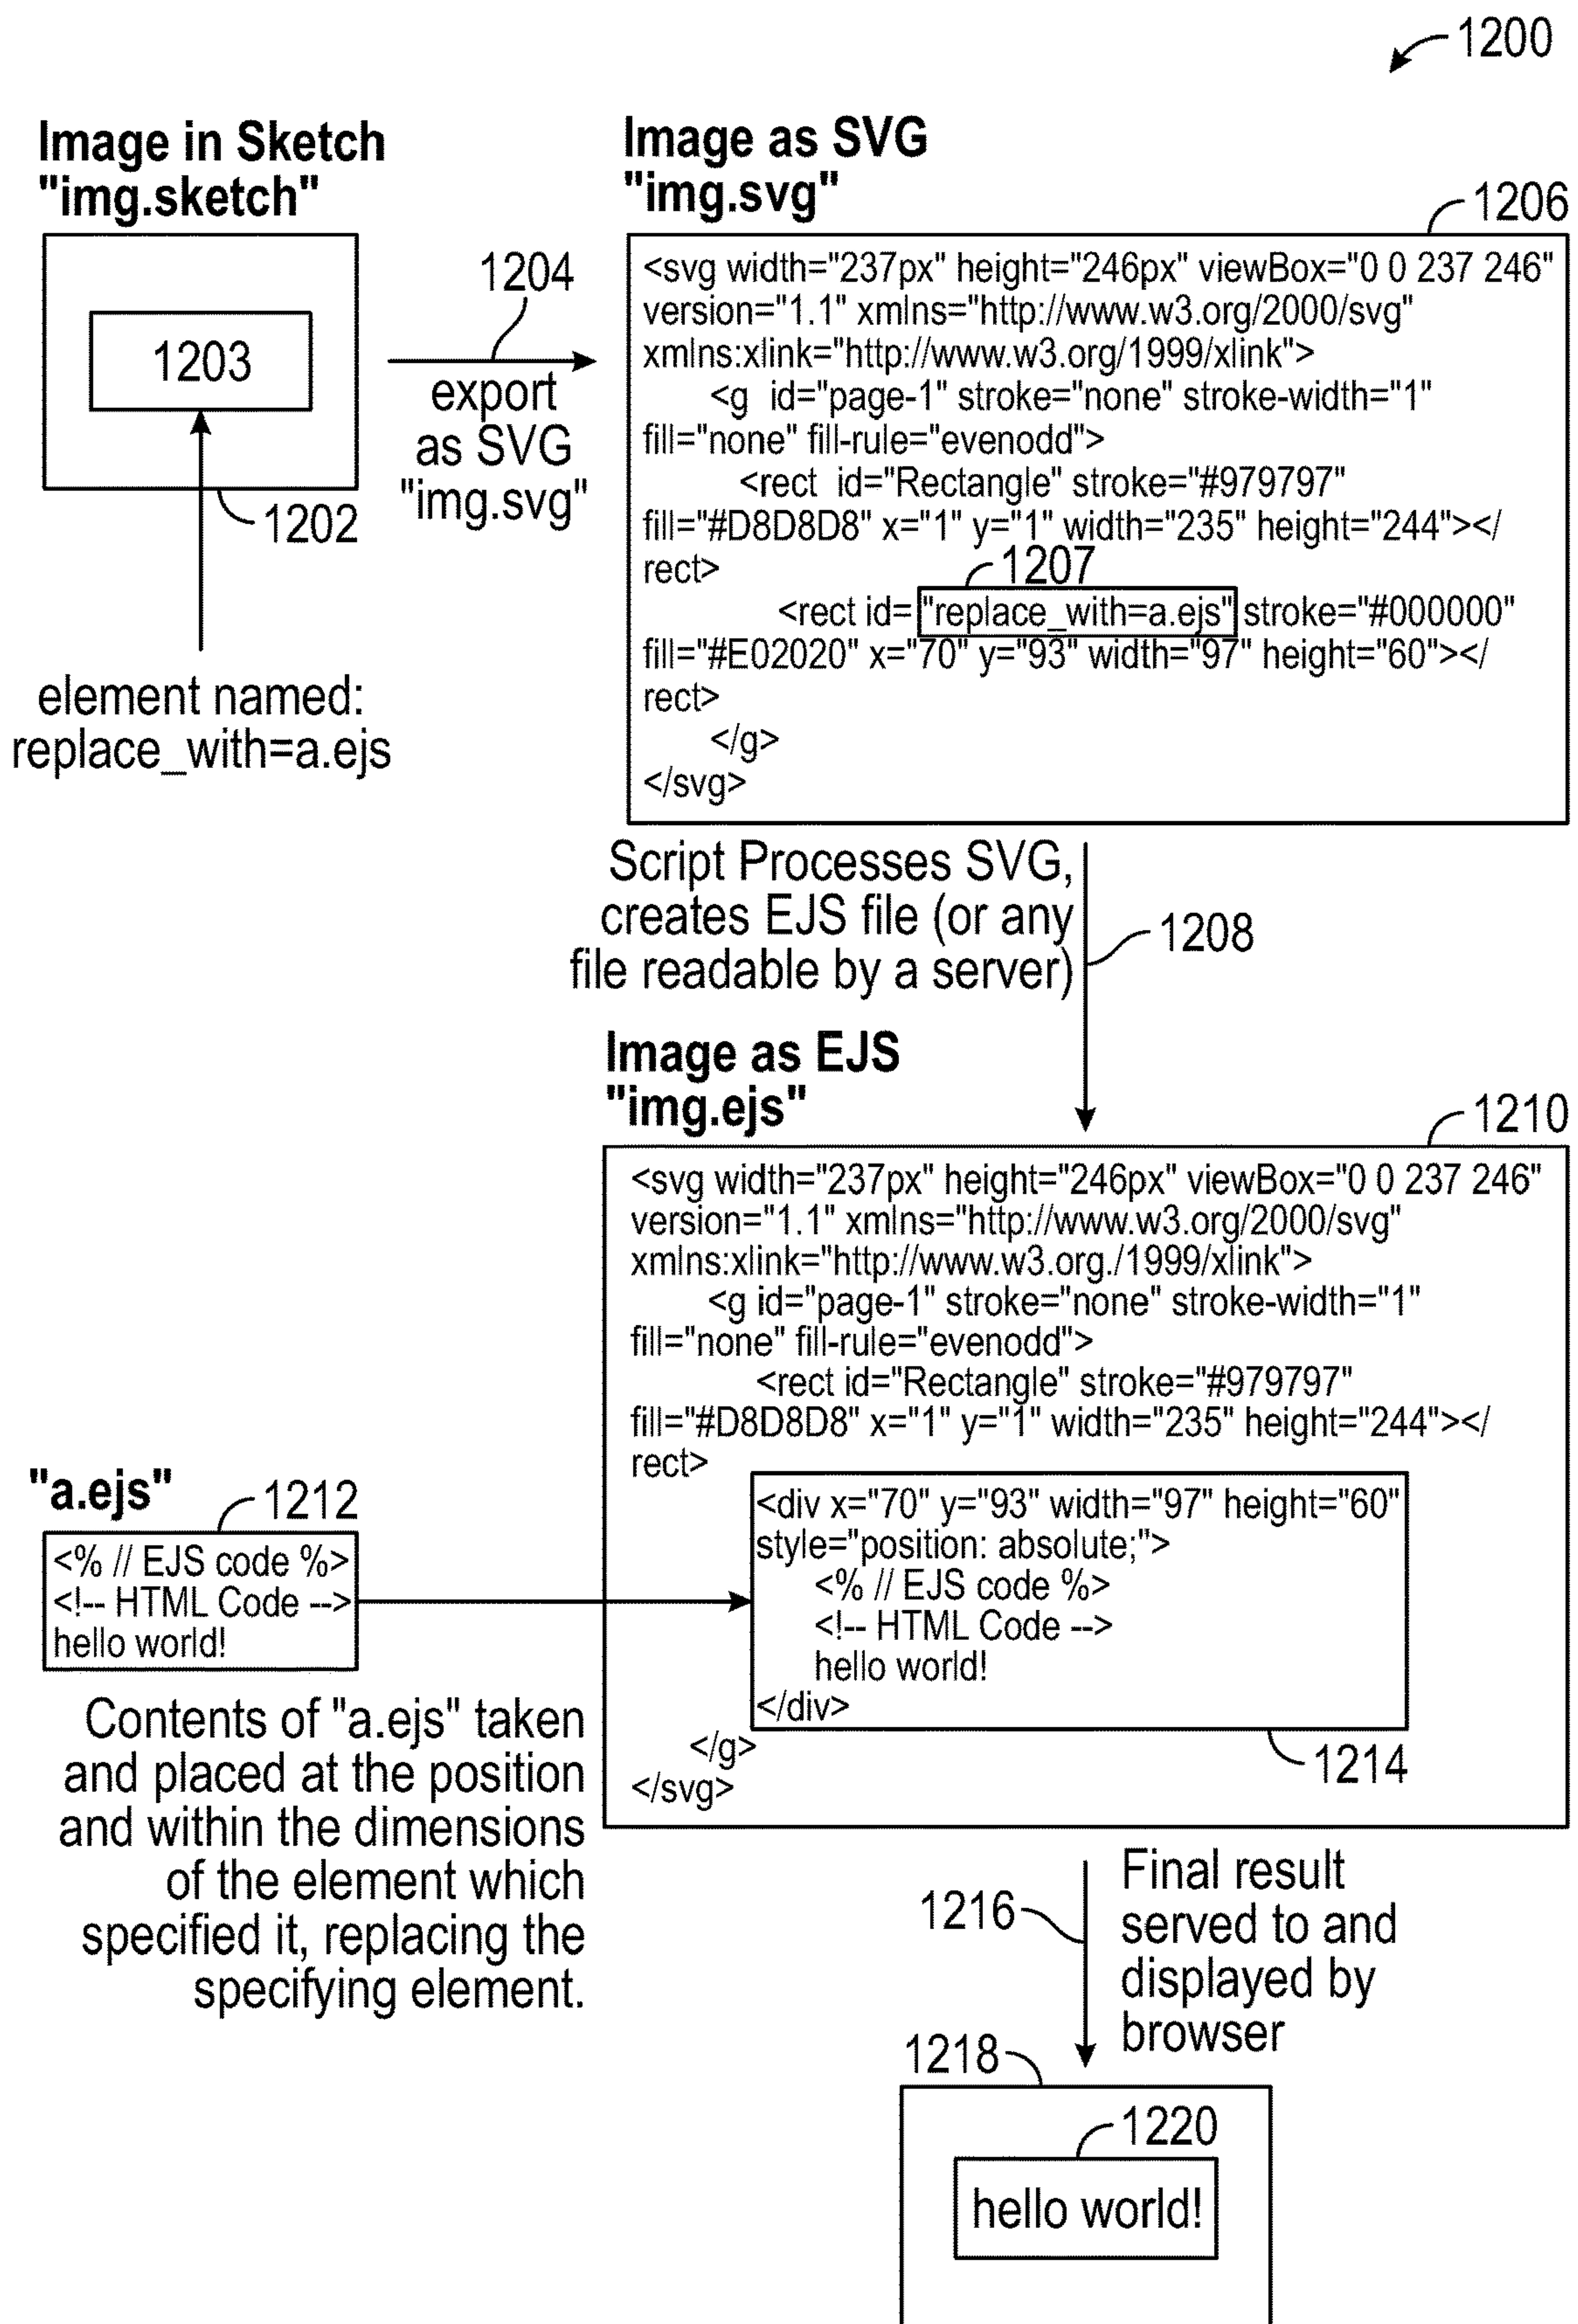 1200
Image in Sketch
"img.sketch"
1203
1202
element named:
replace_with=a.ejs
1204
export
as SVG
"img.svg"
Image as SVG
"img.svg"
1206
<svg width="237px" height="246px" viewBox="0 0 237 246"
version="1.1" xmlns="http://www.w3.org/2000/svg"
xmlns:xlink="http://www.w3.org/1999/xlink">
<g id="page-1" stroke="none" stroke-width="1"
fill="none" fill-rule="evenodd">
<rect id="Rectangle" stroke="#979797"
fill="#D8D8D8" x="1" y="1" width="235" height="244"></
rect>
1207
<rect id= "replace_with=a.ejs" stroke="#000000"
fill="#E02020" x="70" y="93" width="97" height="60"></
rect>
</g>
</svg>
Script Processes SVG,
creates EJS file (or any
file readable by a server)
1208
Image as EJS
"img.ejs"
1210
<svg width="237px" height="246px" viewBox="0 0 237 246"
version="1.1" xmlns="http://www.w3.org/2000/svg"
xmlns:xlink="http://www.w3.org./1999/xlink">
<g id="page-1" stroke="none" stroke-width="1"
fill="none" fill-rule="evenodd">
<rect id="Rectangle" stroke="#979797"
fill="#D8D8D8" x="1" y="1" width="235" height="244"></
rect>
<div x="70" y="93" width="97" height="60"
style="position: absolute;">
<% // EJS code %>
<!-- HTML Code -->
hello world!
</div>
1214
</g>
</svg>
"a.ejs"
1212
<% // EJS code %>
<!-- HTML Code -->
hello world!
Contents of "a.ejs" taken
and placed at the position
and within the dimensions
of the element which
specified it, replacing the
specifying element.
1216
Final result
served to and
displayed by
browser
1218
1220
hello world!